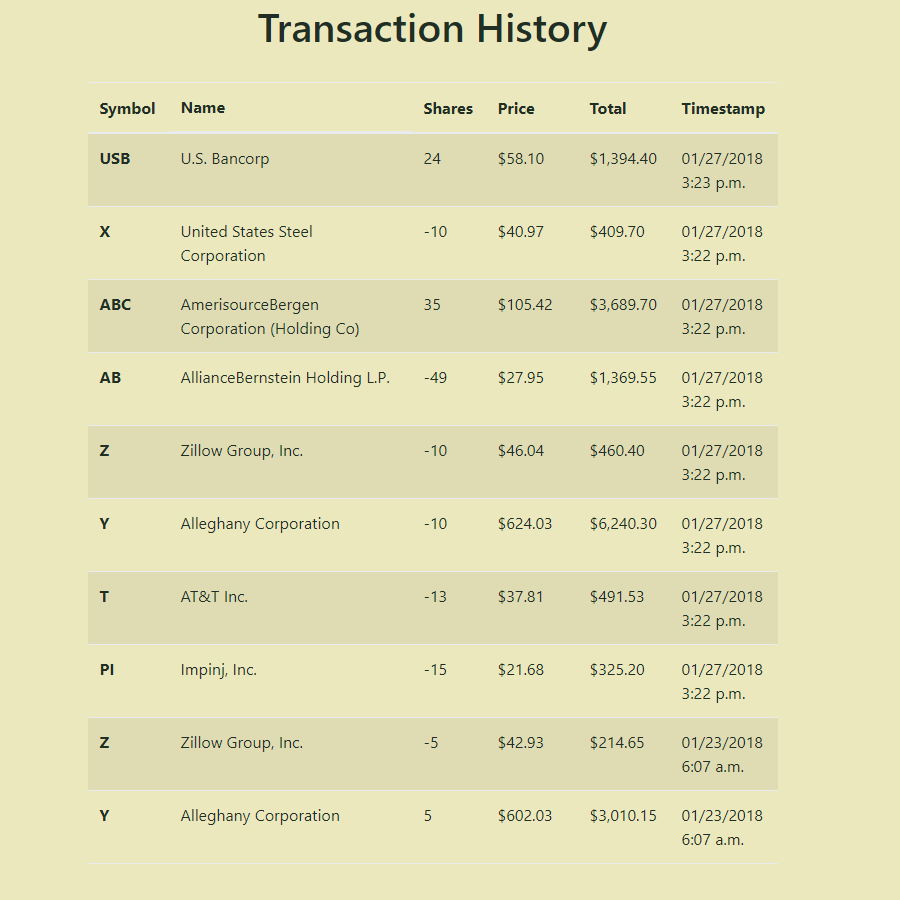 Transaction History
Symbol Name Shares Price Total Timestamp
USB U.S. Bancorp 24 $58.10 $1,394.40 01/27/2018
3:23 p.m.
X United States Steel -10 $40.97 $409.70 01/27/2018
Corporation 3:22 p.m.
ABC AmerisourceBergen 35 $105.42 $3,689.70 01/27/2018
Corporation (Holding Co) 3:22 p.m.
AB AllianceBernstein Holding L.P. -49 $27.95 $1,369.55 01/27/2018
3:22 p.m.
Z Zillow Group, Inc. -10 $46.04 $460.40 01/27/2018
3:22 p.m.
Y Alleghany Corporation -10 $624.03 $6,240.30 01/27/2018
3:22 p.m.
T AT&T Inc. -13 $37.81 $491.53 01/27/2018
3:22 p.m.
PI Impinj, Inc. -15 $21.68 $325.20 01/27/2018
3:22 p.m.
Z Zillow Group, Inc. -5 $42.93 $214.65 01/23/2018
6:07 a.m.
Y Alleghany Corporation 5 $602.03 $3,010.15 01/23/2018
6:07 a.m.